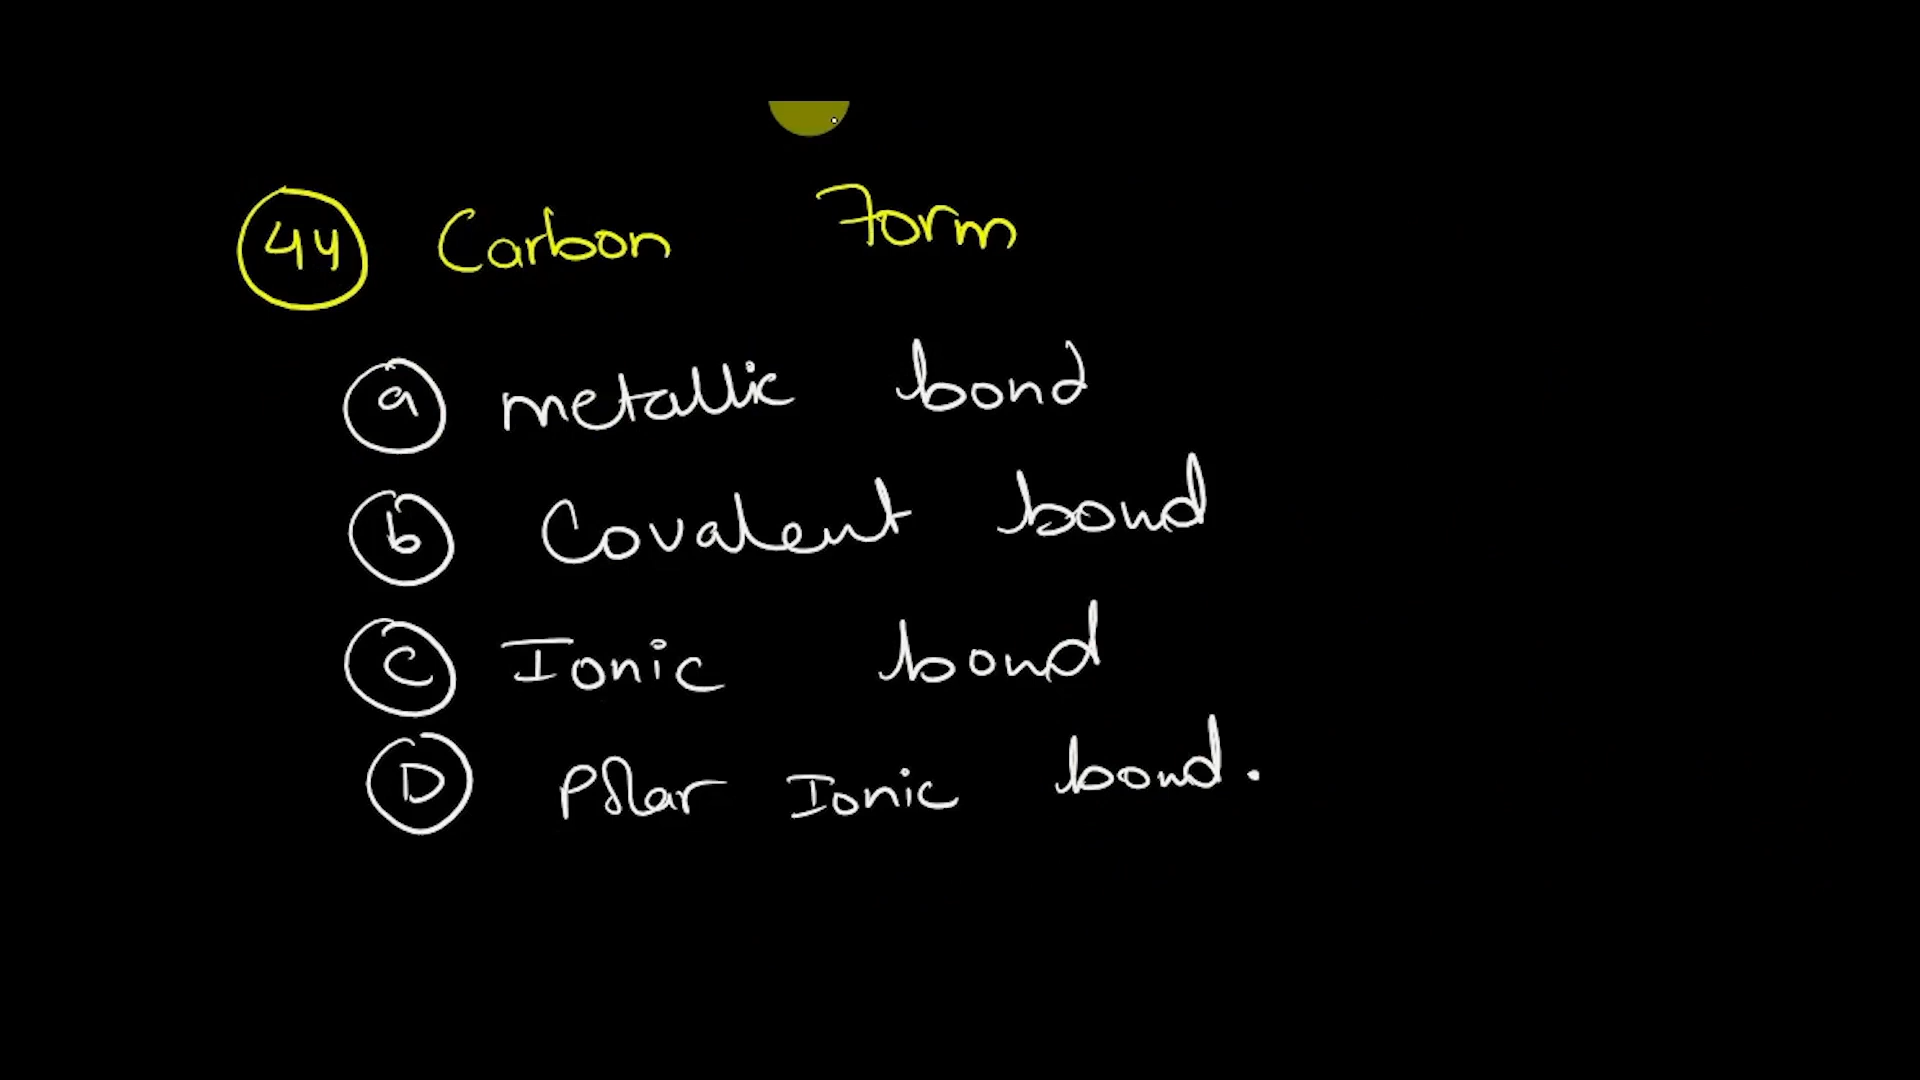 44 Carbon Form
a metallic bond
b Covalent bond
C Ionic bond
D Polar Ionic bond.